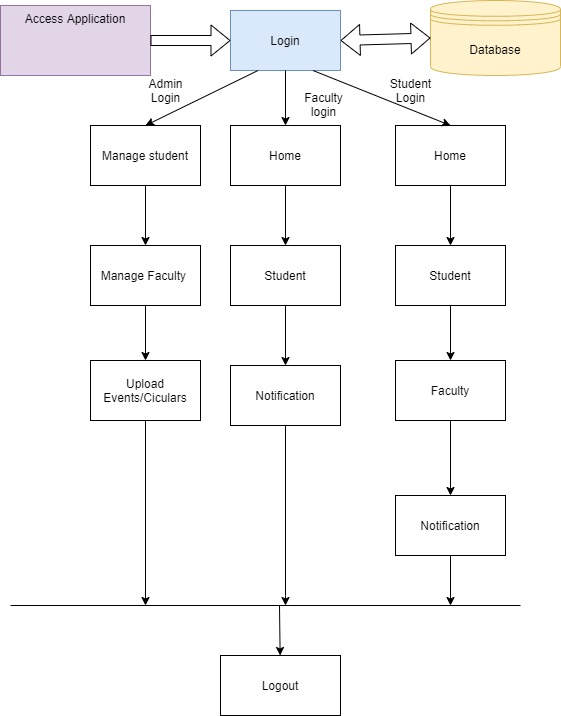 Access Application
Login
Database
Admin
Login
Faculty
login
Student
Login
Manage student
Home
Home
Manage Faculty
Student
Student
Upload
Events/Ciculars
Notification
Faculty
Notification
Logout